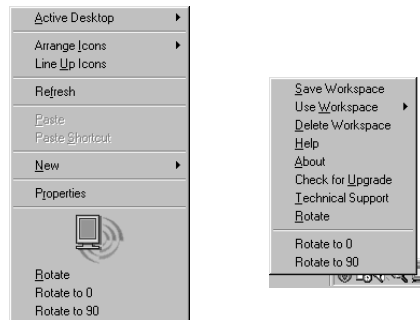 Active Desktop
Arrange Icons
Line Up Icons
Refresh
Paste
Paste Shortcut
New
Properties
Rotate
Rotate to 0
Rotate to 90
Save Workspace
Use Workspace
Delete Workspace
Help
About
Check for Upgrade
Technical Support
Rotate
Rotate to 0
Rotate to 90